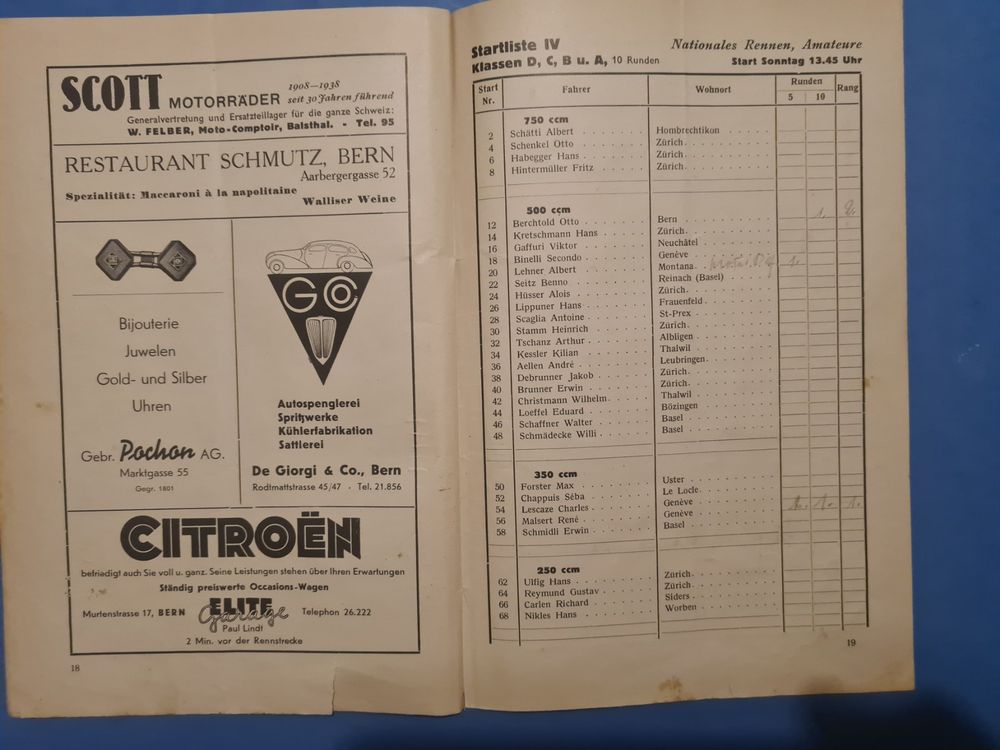 SCOTT MOTORRÄDER 1908—1938 seit 30 Jahren führend
Generalvertretung und Ersatzteillager für die ganze Schweiz:
W. FELBER, Moto-Comptoir, Balsthal. - Tel. 95
RESTAURANT SCHMUTZ, BERN
Aarbergergasse 52
Spezialität: Maccaroni à la napolitaine
Walliser Weine
Bijouterie
Juwelen
Gold- und Silber
Uhren
Gebr. Pochon AG.
Marktgasse 55
Gegr. 1801
G Co
Autospenglerei
Spritzwerke
Kühlerfabrikation
Sattlerei
De Giorgi & Co., Bern
Rodtmattstrasse 45/47 - Tel. 21.856
CITROËN
befriedigt auch Sie voll u. ganz. Seine Leistungen stehen über Ihren Erwartungen
Ständig preiswerte Occasions-Wagen
Murtenstrasse 17, BERN ELITE Garage Telephon 26.222
Paul Lindt
2 Min. vor der Rennstrecke
18
Startliste IV Nationales Rennen, Amateure
Klassen D, C, B u. A, 10 Runden Start Sonntag 13.45 Uhr
Start Nr. Fahrer Wohnort Runden 5 10 Rang
750 ccm
2 Schätti Albert Hombrechtikon
4 Schenkel Otto Zürich
6 Habegger Hans Zürich
8 Hintermüller Fritz Zürich
500 ccm
12 Berchtold Otto Bern 1. 2.
14 Kretschmann Hans Zürich
16 Gaffuri Viktor Neuchâtel
18 Binelli Secondo Genève
20 Lehner Albert Montana 1.
22 Seitz Benno Reinach (Basel)
24 Hüsser Alois Zürich
26 Lippuner Hans Frauenfeld
28 Scaglia Antoine St-Prex
30 Stamm Heinrich Zürich
32 Tschanz Arthur Albligen
34 Kessler Kilian Thalwil
36 Aellen André Leubringen
38 Debrunner Jakob Zürich
40 Brunner Erwin Zürich
42 Christmann Wilhelm Thalwil
44 Loeffel Eduard Bözingen
46 Schaffner Walter Basel
48 Schmädecke Willi Basel
350 ccm
50 Forster Max Uster
52 Chappuis Séba Le Locle
54 Lescaze Charles Genève 1. 1.
56 Malsert René Genève
58 Schmidli Erwin Basel
250 ccm
62 Ulfig Hans Zürich
64 Reymund Gustav Zürich
66 Carlen Richard Siders
68 Nikles Hans Worben
19